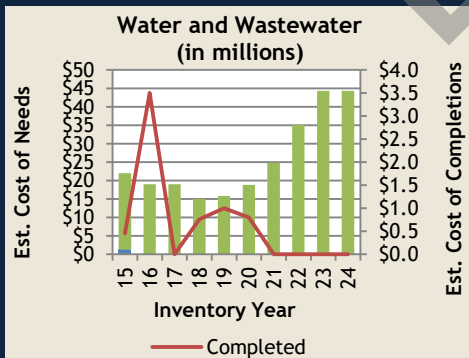 Water and Wastewater
(in millions)
Est. Cost of Needs
$50
$45
$40
$35
$30
$25
$20
$15
$10
$5
$0
$4.0
$3.5
$3.0
$2.5
$2.0
$1.5
$1.0
$0.5
$0.0
Est. Cost of Completions
15 16 17 18 19 20 21 22 23 24
Inventory Year
Completed